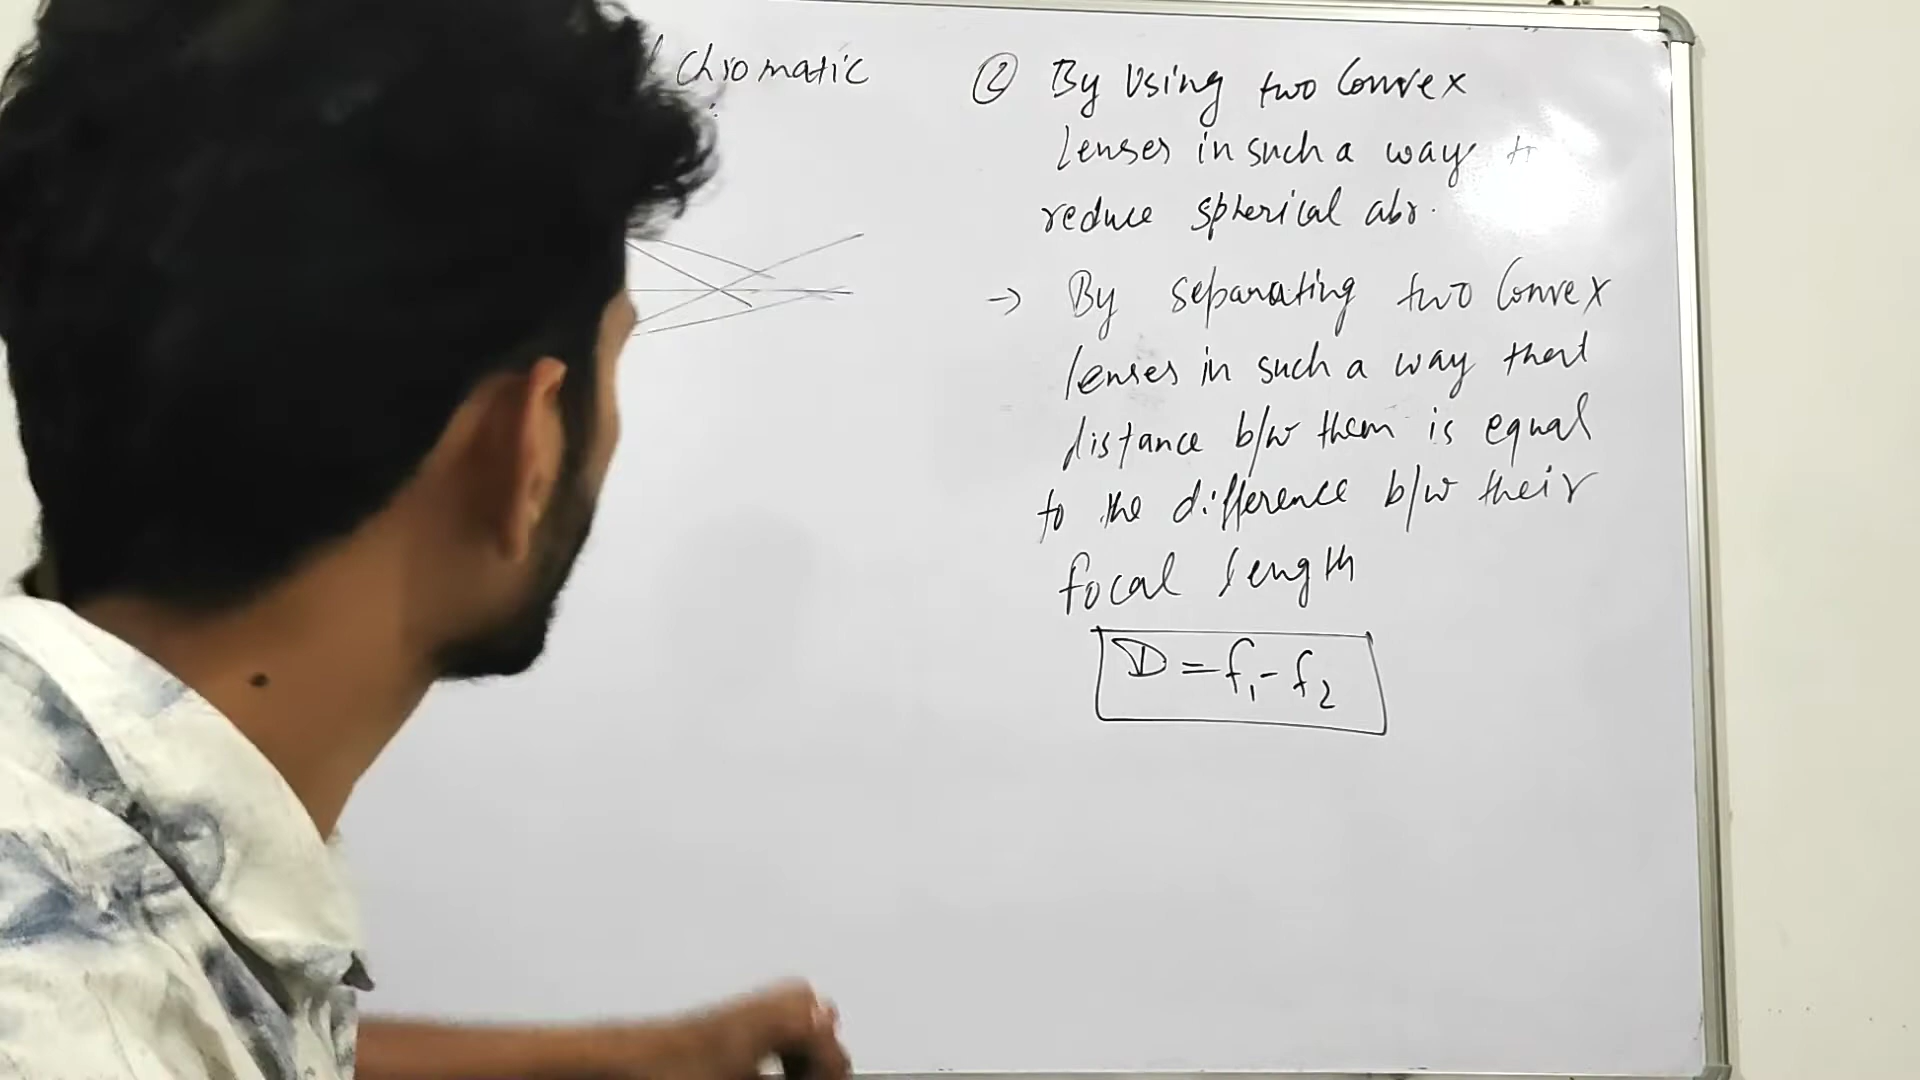 Chromatic
② By Using two Convex
lenses in such a way to
reduce spherical abr.
→ By separating two Convex
lenses in such a way that
distance b/w them is equal
to the difference b/w their
focal length
D = f₁ - f₂